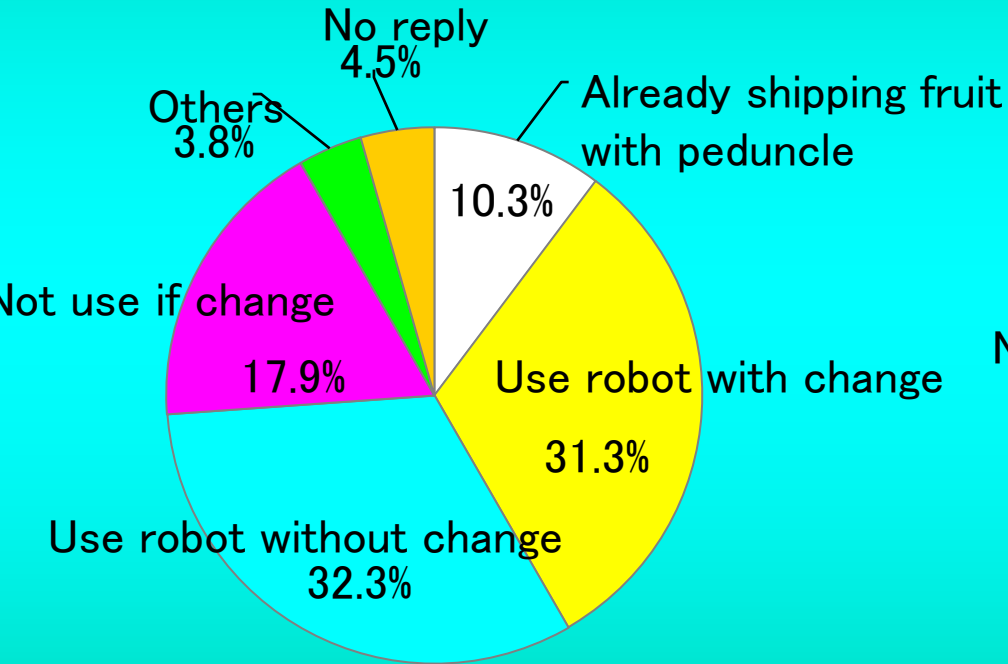 No reply
4.5%
Others
3.8%
Already shipping fruit
with peduncle
10.3%
Not use if change
17.9%
Use robot with change
31.3%
Use robot without change
32.3%
N